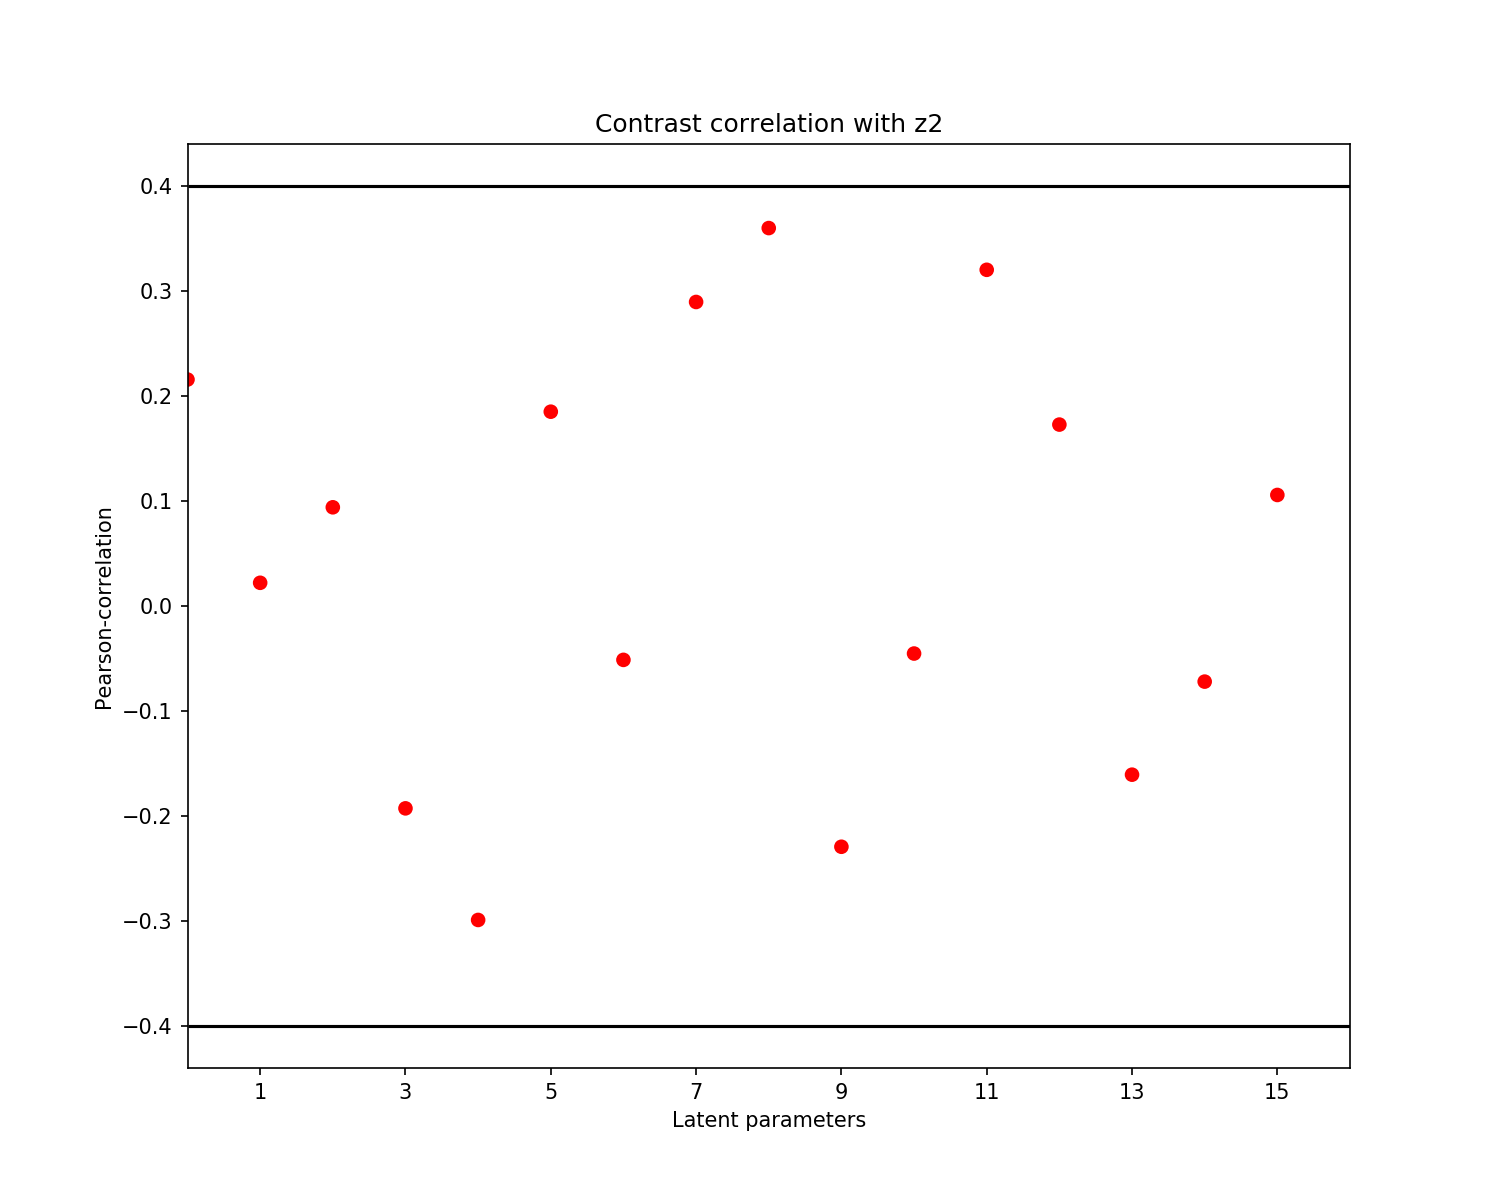 Contrast correlation with z2
0.4
0.3
0.2
0.1
0.0
−0.1
−0.2
−0.3
−0.4
Pearson-correlation
1 3 5 7 9 11 13 15
Latent parameters